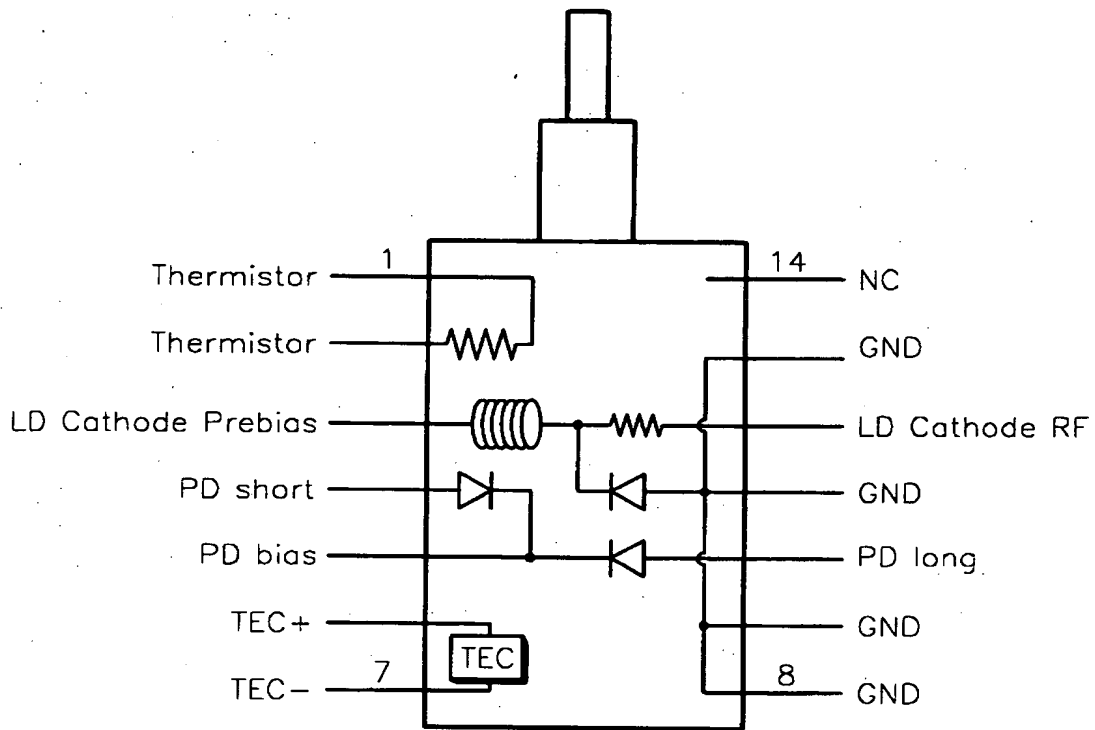 1
14
Thermistor
NC
Thermistor
GND
LD Cathode Prebias
LD Cathode RF
PD short
GND
PD bias
PD long
TEC+
GND
TEC
7
8
TEC−
GND